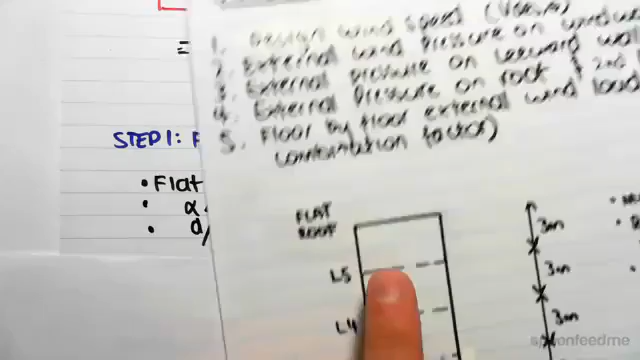 1. Design wind speed (Vdes,θ)
2. External wind pressure on windw
3. External pressure on leeward wall
4. External pressure on roof & 2nd l
5. Floor by floor external wind load
combination factor)
=
STEP 1:
• Flat
• α
• d/
FLAT
ROOF
3m
L5
3m
L4
3m
spoonfeedme